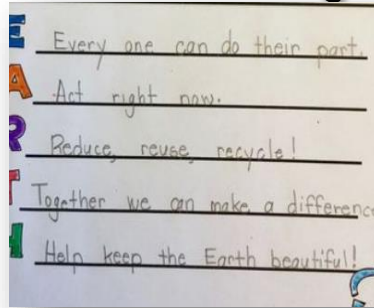 E Every one can do their part.
A Act right now.
R Reduce, reuse, recycle!
T Together we can make a difference
H Help keep the Earth beautiful!